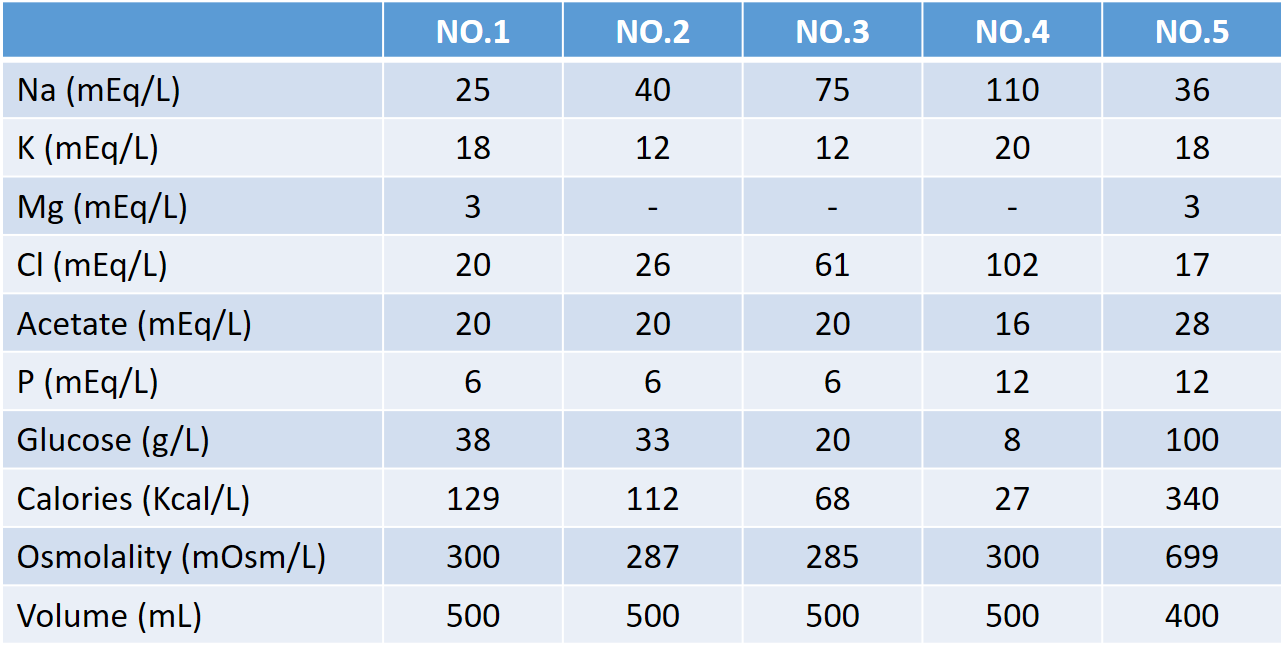 NO.1 NO.2 NO.3 NO.4 NO.5
Na (mEq/L) 25 40 75 110 36
K (mEq/L) 18 12 12 20 18
Mg (mEq/L) 3 - - - 3
Cl (mEq/L) 20 26 61 102 17
Acetate (mEq/L) 20 20 20 16 28
P (mEq/L) 6 6 6 12 12
Glucose (g/L) 38 33 20 8 100
Calories (Kcal/L) 129 112 68 27 340
Osmolality (mOsm/L) 300 287 285 300 699
Volume (mL) 500 500 500 500 400